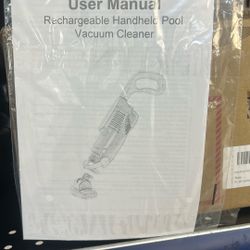 User Manual
Rechargeable Handheld Pool
Vacuum Cleaner